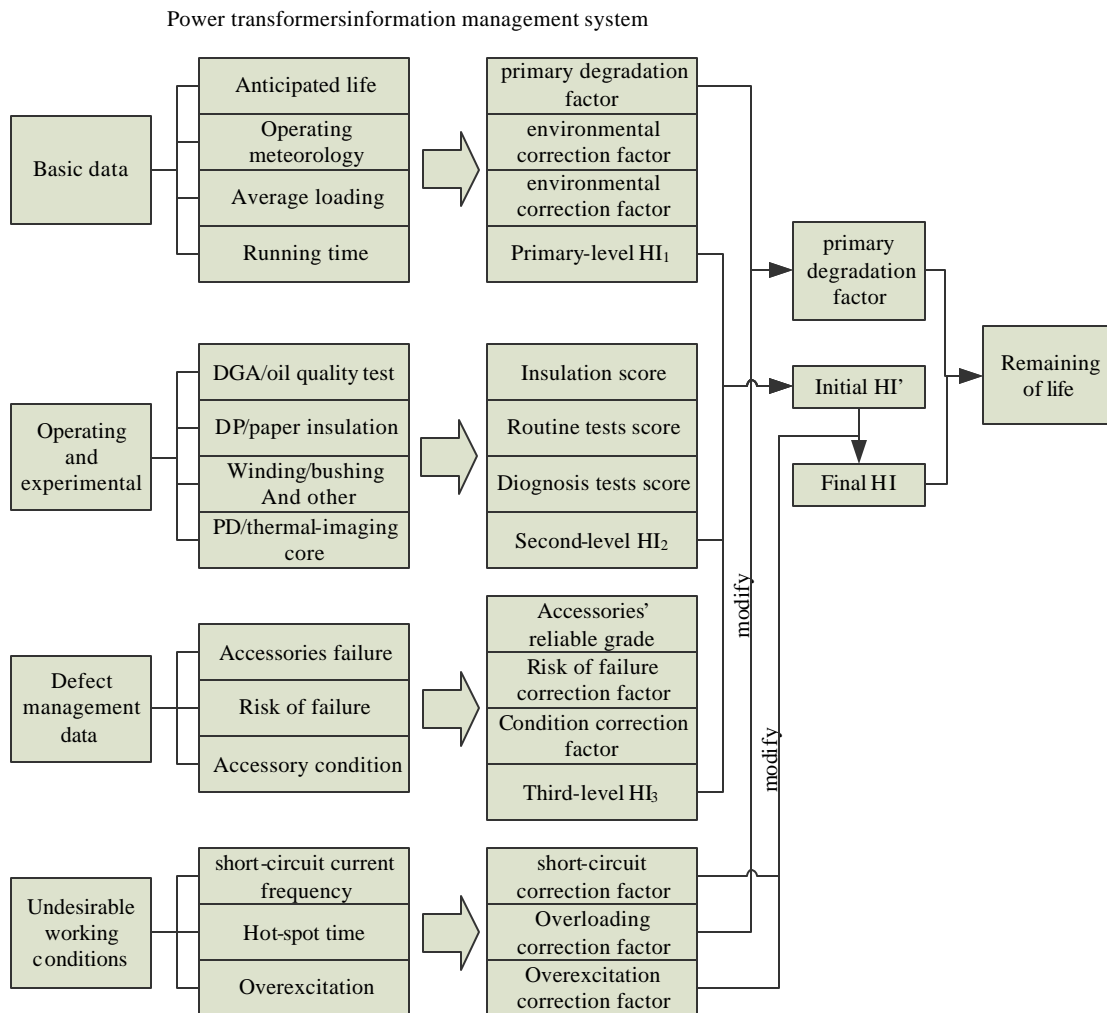 Power transformersinformation management system
Basic data
Anticipated life
Operating
meteorology
Average loading
Running time
primary degradation
factor
environmental
correction factor
environmental
correction factor
Primary-level HI₁
Operating
and
experimental
DGA/oil quality test
DP/paper insulation
Winding/bushing
And other
PD/thermal-imaging
core
Insulation score
Routine tests score
Diognosis tests score
Second-level HI₂
Defect
management
data
Accessories failure
Risk of failure
Accessory condition
Accessories’
reliable grade
Risk of failure
correction factor
Condition correction
factor
Third-level HI₃
Undesirable
working
conditions
short-circuit current
frequency
Hot-spot time
Overexcitation
short-circuit
correction factor
Overloading
correction factor
Overexcitation
correction factor
modify
modify
primary
degradation
factor
Initial HI’
Final HI
Remaining
of life